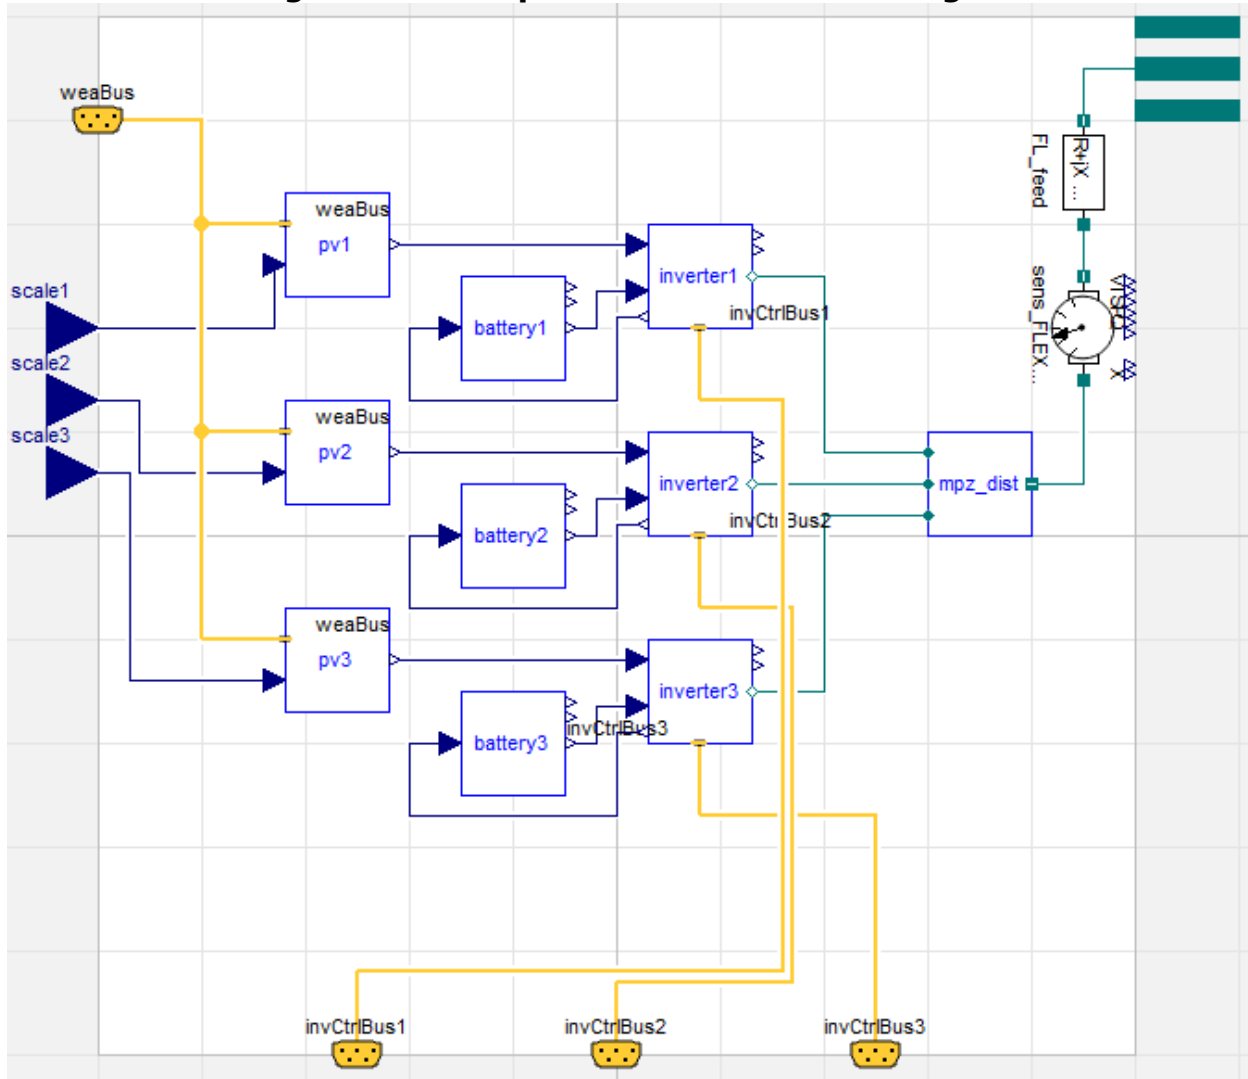 weaBus
weaBus
pv1
scale1
scale2
scale3
battery1
inverter1
invCtrlBus1
FL_feed
R+jX ...
sens_FLEX...
weaBus
pv2
battery2
inverter2
invCtrlBus2
mpz_dist
weaBus
pv3
battery3
inverter3
invCtrlBus3
invCtrlBus1
invCtrlBus2
invCtrlBus3